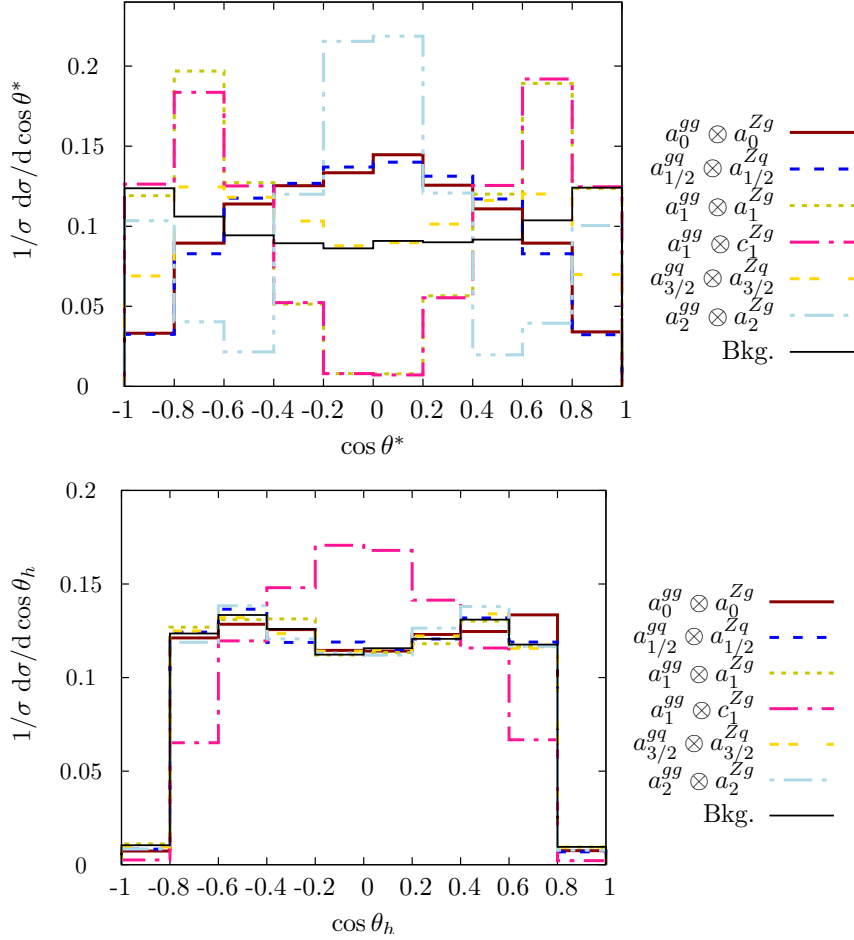 1/σ dσ/d cos θ*
0.2
0.15
0.1
0.05
0
-1 -0.8 -0.6 -0.4 -0.2 0 0.2 0.4 0.6 0.8 1
cos θ*
a_0^{gg} ⊗ a_0^{Zg}
a_{1/2}^{gq} ⊗ a_{1/2}^{Zq}
a_1^{gg} ⊗ a_1^{Zg}
a_1^{gg} ⊗ c_1^{Zg}
a_{3/2}^{gq} ⊗ a_{3/2}^{Zq}
a_2^{gg} ⊗ a_2^{Zg}
Bkg.
1/σ dσ/d cos θ_h
0.2
0.15
0.1
0.05
0
-1 -0.8 -0.6 -0.4 -0.2 0 0.2 0.4 0.6 0.8 1
cos θ_h
a_0^{gg} ⊗ a_0^{Zg}
a_{1/2}^{gq} ⊗ a_{1/2}^{Zq}
a_1^{gg} ⊗ a_1^{Zg}
a_1^{gg} ⊗ c_1^{Zg}
a_{3/2}^{gq} ⊗ a_{3/2}^{Zq}
a_2^{gg} ⊗ a_2^{Zg}
Bkg.